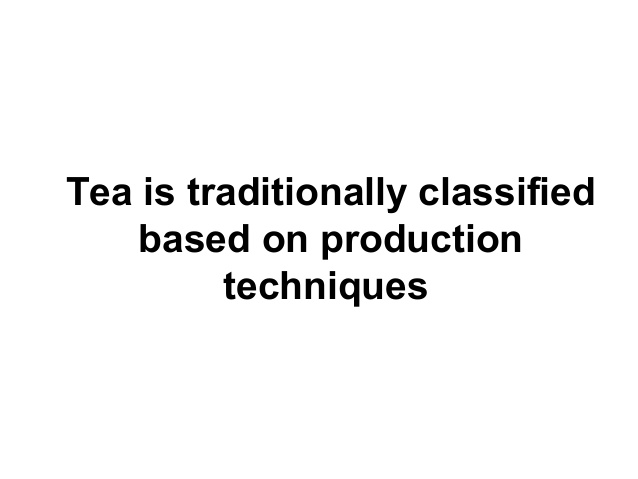 Tea is traditionally classified
based on production
techniques